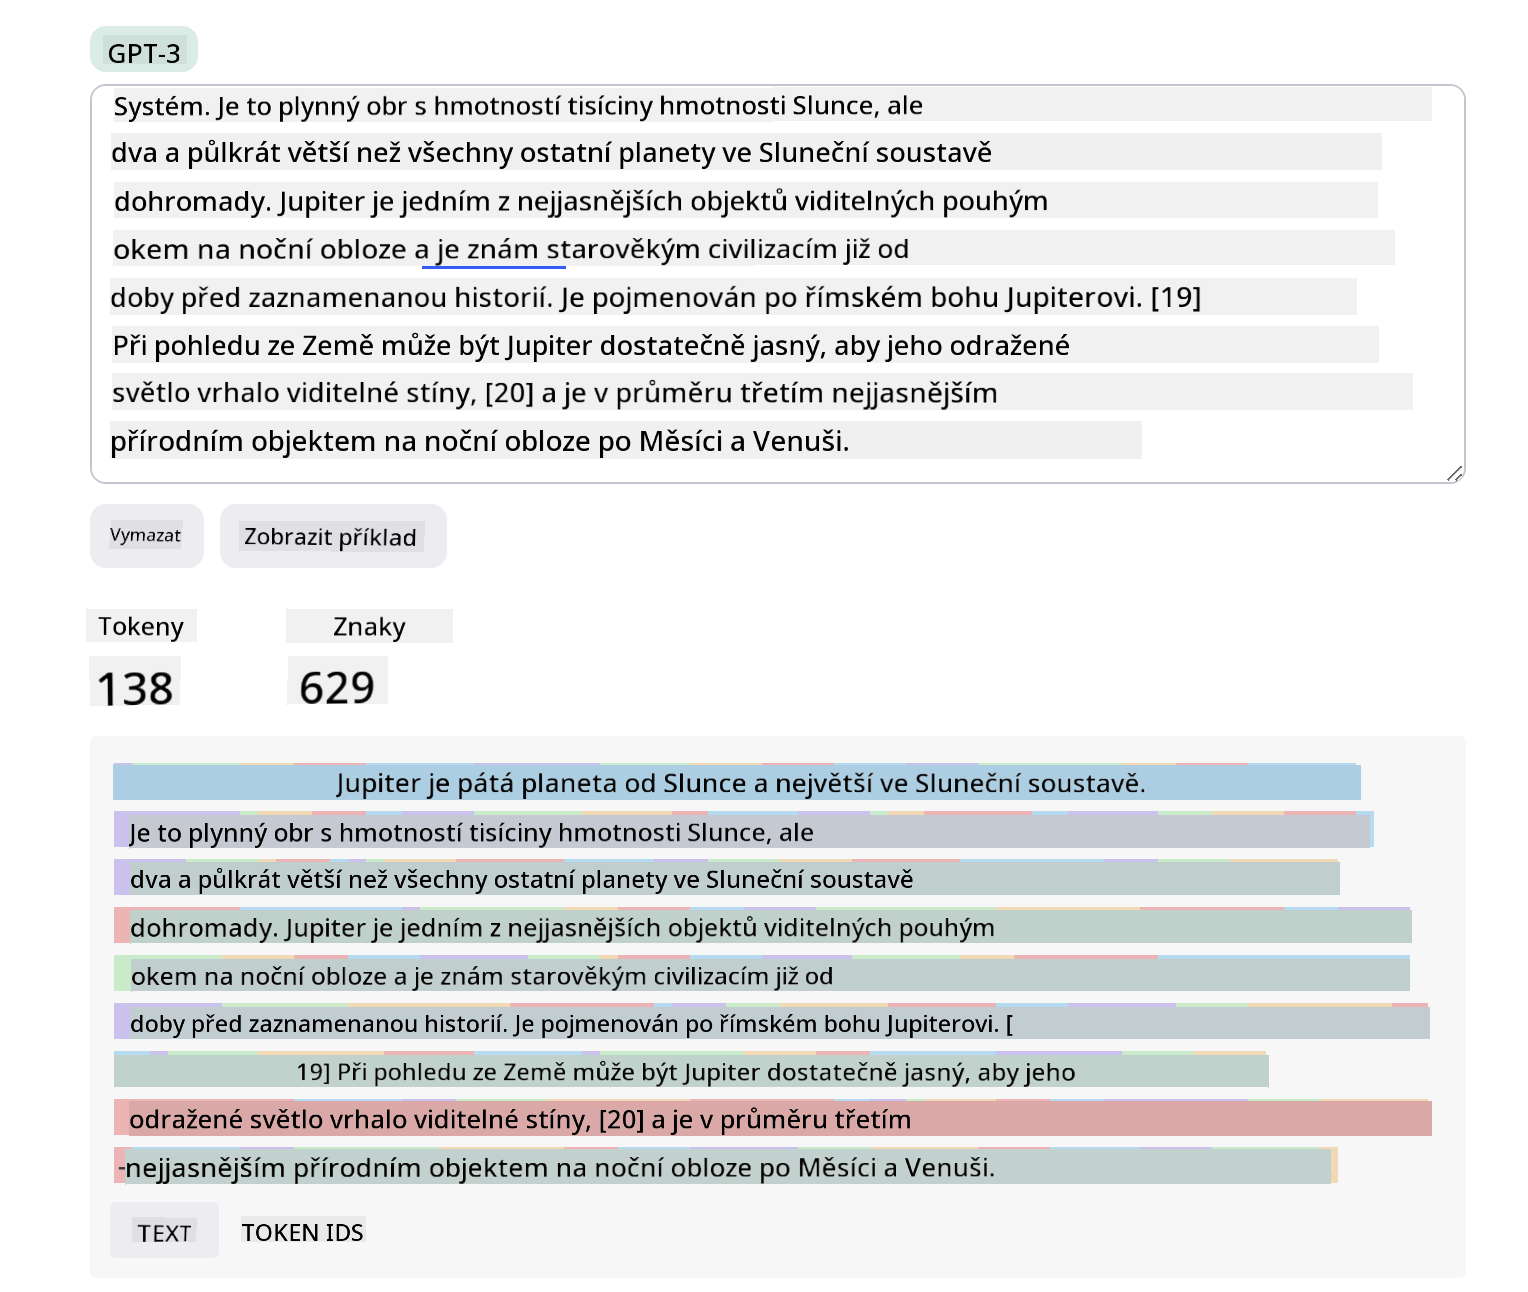 GPT-3
Systém. Je to plynný obr s hmotností tisíciny hmotnosti Slunce, ale
dva a půlkrát větší než všechny ostatní planety ve Sluneční soustavě
dohromady. Jupiter je jedním z nejjasnějších objektů viditelných pouhým
okem na noční obloze a je znám starověkým civilizacím již od
doby před zaznamenanou historií. Je pojmenován po římském bohu Jupiterovi. [19]
Při pohledu ze Země může být Jupiter dostatečně jasný, aby jeho odražené
světlo vrhalo viditelné stíny, [20] a je v průměru třetím nejjasnějším
přírodním objektem na noční obloze po Měsíci a Venuši.
Vymazat Zobrazit příklad
Tokeny Znaky
138 629
Jupiter je pátá planeta od Slunce a největší ve Sluneční soustavě.
Je to plynný obr s hmotností tisíciny hmotnosti Slunce, ale
dva a půlkrát větší než všechny ostatní planety ve Sluneční soustavě
dohromady. Jupiter je jedním z nejjasnějších objektů viditelných pouhým
okem na noční obloze a je znám starověkým civilizacím již od
doby před zaznamenanou historií. Je pojmenován po římském bohu Jupiterovi. [
19] Při pohledu ze Země může být Jupiter dostatečně jasný, aby jeho
odražené světlo vrhalo viditelné stíny, [20] a je v průměru třetím
-nejjasnějším přírodním objektem na noční obloze po Měsíci a Venuši.
TEXT TOKEN IDS